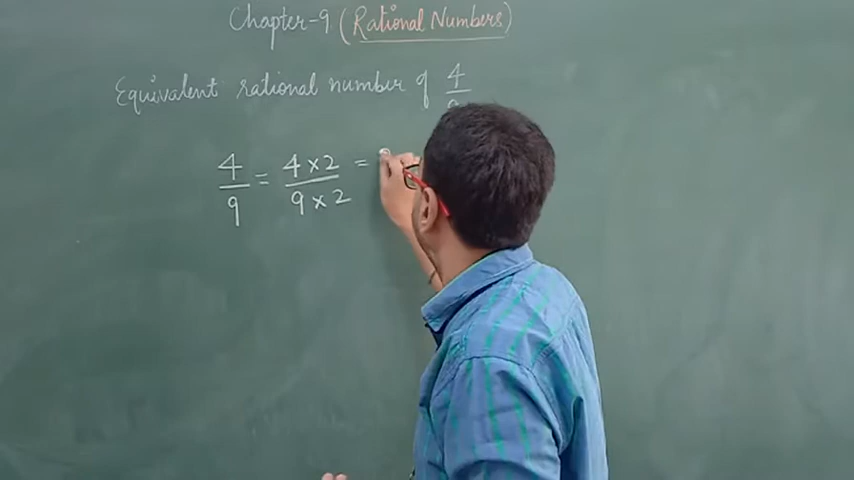 Chapter-9 (Rational Numbers)
Equivalent rational number of 4/9
4/9 = 4 × 2 / 9 × 2 =